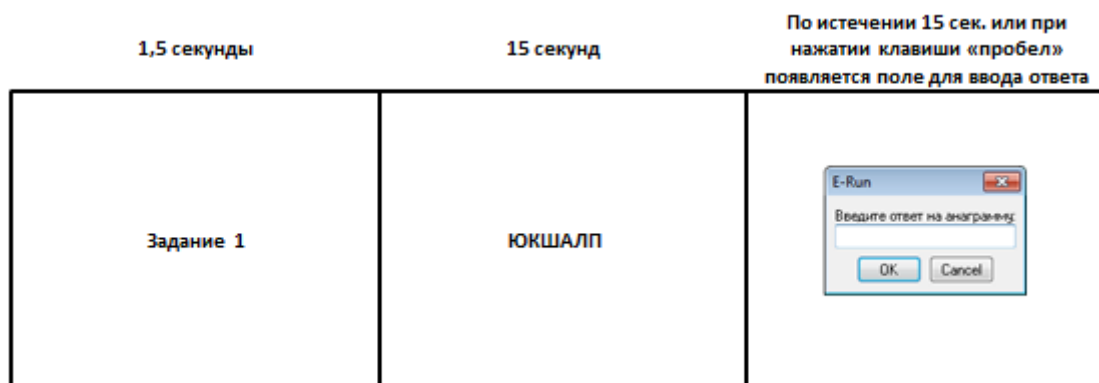 1,5 секунды
15 секунд
По истечении 15 сек. или при
нажатии клавиши «пробел»
появляется поле для ввода ответа
Задание 1
ЮКШАЛП
E-Run
Введите ответ на анаграмму:
OK
Cancel